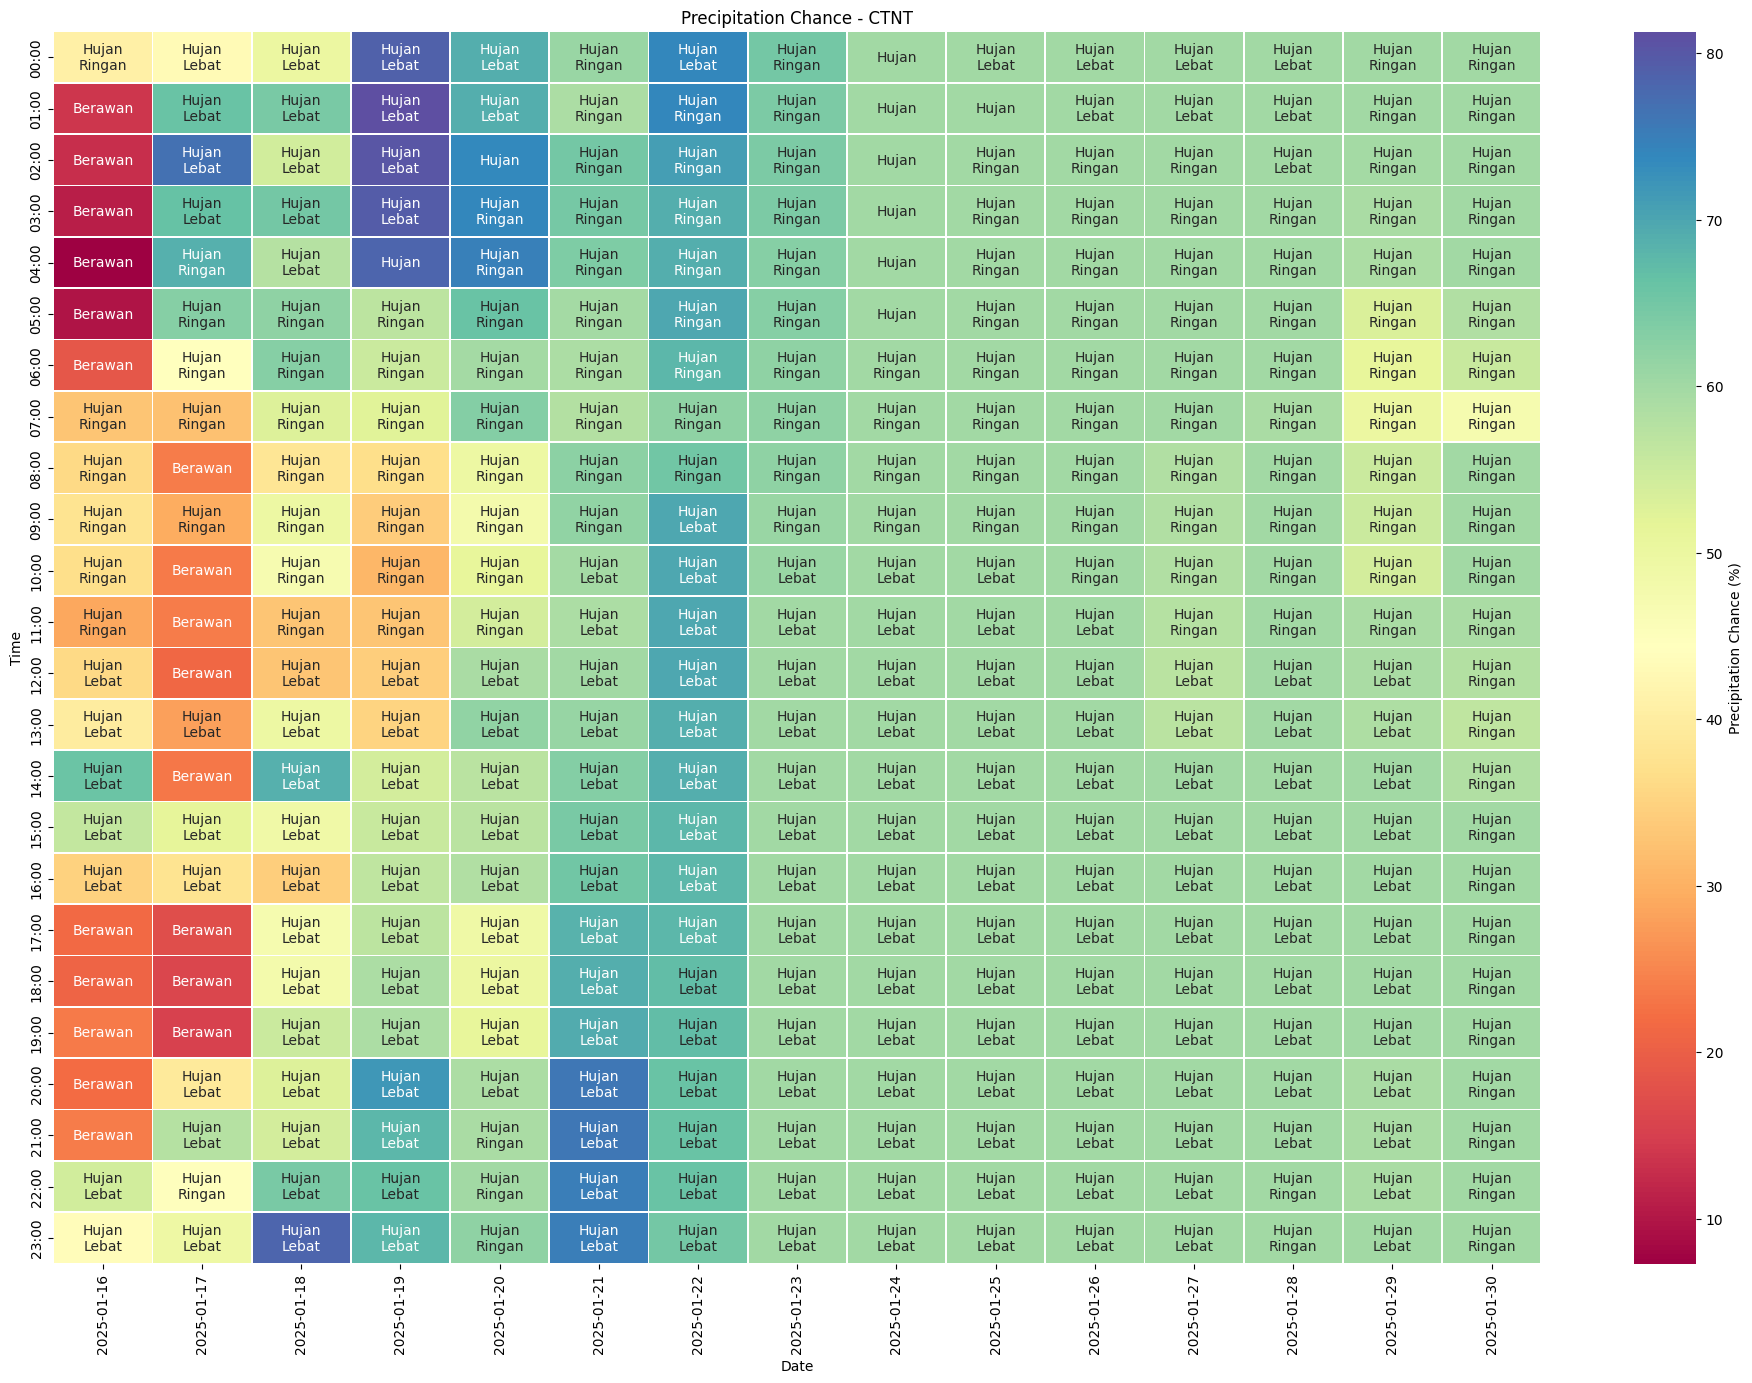 Precipitation Chance - CTNT
Time
00:00 Hujan Ringan Hujan Lebat Hujan Lebat Hujan Lebat Hujan Lebat Hujan Ringan Hujan Lebat Hujan Ringan Hujan Hujan Lebat Hujan Lebat Hujan Lebat Hujan Lebat Hujan Ringan Hujan Ringan
01:00 Berawan Hujan Lebat Hujan Lebat Hujan Lebat Hujan Lebat Hujan Ringan Hujan Ringan Hujan Ringan Hujan Hujan Hujan Lebat Hujan Lebat Hujan Lebat Hujan Ringan Hujan Ringan
02:00 Berawan Hujan Lebat Hujan Lebat Hujan Lebat Hujan Hujan Ringan Hujan Ringan Hujan Ringan Hujan Hujan Ringan Hujan Ringan Hujan Ringan Hujan Lebat Hujan Ringan Hujan Ringan
03:00 Berawan Hujan Lebat Hujan Lebat Hujan Lebat Hujan Ringan Hujan Ringan Hujan Ringan Hujan Ringan Hujan Hujan Ringan Hujan Ringan Hujan Ringan Hujan Ringan Hujan Ringan Hujan Ringan
04:00 Berawan Hujan Ringan Hujan Lebat Hujan Hujan Ringan Hujan Ringan Hujan Ringan Hujan Ringan Hujan Hujan Ringan Hujan Ringan Hujan Ringan Hujan Ringan Hujan Ringan Hujan Ringan
05:00 Berawan Hujan Ringan Hujan Ringan Hujan Ringan Hujan Ringan Hujan Ringan Hujan Ringan Hujan Ringan Hujan Hujan Ringan Hujan Ringan Hujan Ringan Hujan Ringan Hujan Ringan Hujan Ringan
06:00 Berawan Hujan Ringan Hujan Ringan Hujan Ringan Hujan Ringan Hujan Ringan Hujan Ringan Hujan Ringan Hujan Ringan Hujan Ringan Hujan Ringan Hujan Ringan Hujan Ringan Hujan Ringan Hujan Ringan
07:00 Hujan Ringan Hujan Ringan Hujan Ringan Hujan Ringan Hujan Ringan Hujan Ringan Hujan Ringan Hujan Ringan Hujan Ringan Hujan Ringan Hujan Ringan Hujan Ringan Hujan Ringan Hujan Ringan Hujan Ringan
08:00 Hujan Ringan Berawan Hujan Ringan Hujan Ringan Hujan Ringan Hujan Ringan Hujan Ringan Hujan Ringan Hujan Ringan Hujan Ringan Hujan Ringan Hujan Ringan Hujan Ringan Hujan Ringan Hujan Ringan
09:00 Hujan Ringan Hujan Ringan Hujan Ringan Hujan Ringan Hujan Ringan Hujan Ringan Hujan Lebat Hujan Ringan Hujan Ringan Hujan Ringan Hujan Ringan Hujan Ringan Hujan Ringan Hujan Ringan Hujan Ringan
10:00 Hujan Ringan Berawan Hujan Ringan Hujan Ringan Hujan Ringan Hujan Lebat Hujan Lebat Hujan Lebat Hujan Lebat Hujan Lebat Hujan Ringan Hujan Ringan Hujan Ringan Hujan Ringan Hujan Ringan
11:00 Hujan Ringan Berawan Hujan Ringan Hujan Ringan Hujan Ringan Hujan Lebat Hujan Lebat Hujan Lebat Hujan Lebat Hujan Lebat Hujan Lebat Hujan Ringan Hujan Ringan Hujan Ringan Hujan Ringan
12:00 Hujan Lebat Berawan Hujan Lebat Hujan Lebat Hujan Lebat Hujan Lebat Hujan Lebat Hujan Lebat Hujan Lebat Hujan Lebat Hujan Lebat Hujan Lebat Hujan Lebat Hujan Lebat Hujan Ringan
13:00 Hujan Lebat Hujan Lebat Hujan Lebat Hujan Lebat Hujan Lebat Hujan Lebat Hujan Lebat Hujan Lebat Hujan Lebat Hujan Lebat Hujan Lebat Hujan Lebat Hujan Lebat Hujan Lebat Hujan Ringan
14:00 Hujan Lebat Berawan Hujan Lebat Hujan Lebat Hujan Lebat Hujan Lebat Hujan Lebat Hujan Lebat Hujan Lebat Hujan Lebat Hujan Lebat Hujan Lebat Hujan Lebat Hujan Lebat Hujan Ringan
15:00 Hujan Lebat Hujan Lebat Hujan Lebat Hujan Lebat Hujan Lebat Hujan Lebat Hujan Lebat Hujan Lebat Hujan Lebat Hujan Lebat Hujan Lebat Hujan Lebat Hujan Lebat Hujan Lebat Hujan Ringan
16:00 Hujan Lebat Hujan Lebat Hujan Lebat Hujan Lebat Hujan Lebat Hujan Lebat Hujan Lebat Hujan Lebat Hujan Lebat Hujan Lebat Hujan Lebat Hujan Lebat Hujan Lebat Hujan Lebat Hujan Ringan
17:00 Berawan Berawan Hujan Lebat Hujan Lebat Hujan Lebat Hujan Lebat Hujan Lebat Hujan Lebat Hujan Lebat Hujan Lebat Hujan Lebat Hujan Lebat Hujan Lebat Hujan Lebat Hujan Ringan
18:00 Berawan Berawan Hujan Lebat Hujan Lebat Hujan Lebat Hujan Lebat Hujan Lebat Hujan Lebat Hujan Lebat Hujan Lebat Hujan Lebat Hujan Lebat Hujan Lebat Hujan Lebat Hujan Ringan
19:00 Berawan Berawan Hujan Lebat Hujan Lebat Hujan Lebat Hujan Lebat Hujan Lebat Hujan Lebat Hujan Lebat Hujan Lebat Hujan Lebat Hujan Lebat Hujan Lebat Hujan Lebat Hujan Ringan
20:00 Berawan Hujan Lebat Hujan Lebat Hujan Lebat Hujan Lebat Hujan Lebat Hujan Lebat Hujan Lebat Hujan Lebat Hujan Lebat Hujan Lebat Hujan Lebat Hujan Lebat Hujan Lebat Hujan Ringan
21:00 Berawan Hujan Lebat Hujan Lebat Hujan Lebat Hujan Ringan Hujan Lebat Hujan Lebat Hujan Lebat Hujan Lebat Hujan Lebat Hujan Lebat Hujan Lebat Hujan Lebat Hujan Lebat Hujan Ringan
22:00 Hujan Lebat Hujan Ringan Hujan Lebat Hujan Lebat Hujan Ringan Hujan Lebat Hujan Lebat Hujan Lebat Hujan Lebat Hujan Lebat Hujan Lebat Hujan Lebat Hujan Ringan Hujan Lebat Hujan Ringan
23:00 Hujan Lebat Hujan Lebat Hujan Lebat Hujan Lebat Hujan Ringan Hujan Lebat Hujan Lebat Hujan Lebat Hujan Lebat Hujan Lebat Hujan Lebat Hujan Lebat Hujan Ringan Hujan Lebat Hujan Ringan
2025-01-16 2025-01-17 2025-01-18 2025-01-19 2025-01-20 2025-01-21 2025-01-22 2025-01-23 2025-01-24 2025-01-25 2025-01-26 2025-01-27 2025-01-28 2025-01-29 2025-01-30
Date
80
70
60
50
40
30
20
10
Precipitation Chance (%)